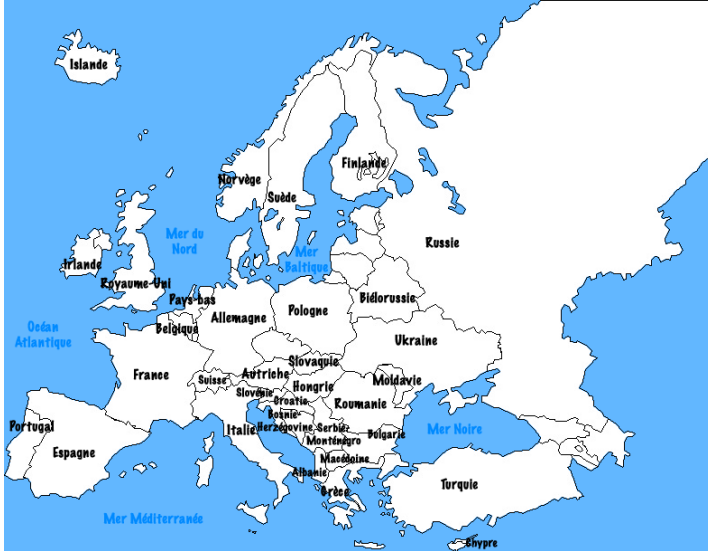 Islande
Norvège
Finlande
Suède
Mer du
Nord
Mer
Baltique
Russie
Irlande
Royaume-Uni
Pays-bas
Biélorussie
Allemagne
Pologne
Océan
Atlantique
Belgique
Ukraine
Slovaquie
France
Suisse
Autriche
Moldavie
Hongrie
Slovénie
Croatie
Roumanie
Bosnie-
Herzégovine
Portugal
Italie
Serbie-
Monténégro
Bulgarie
Mer Noire
Espagne
Macédoine
Albanie
Grèce
Turquie
Mer Méditerranée
Chypre